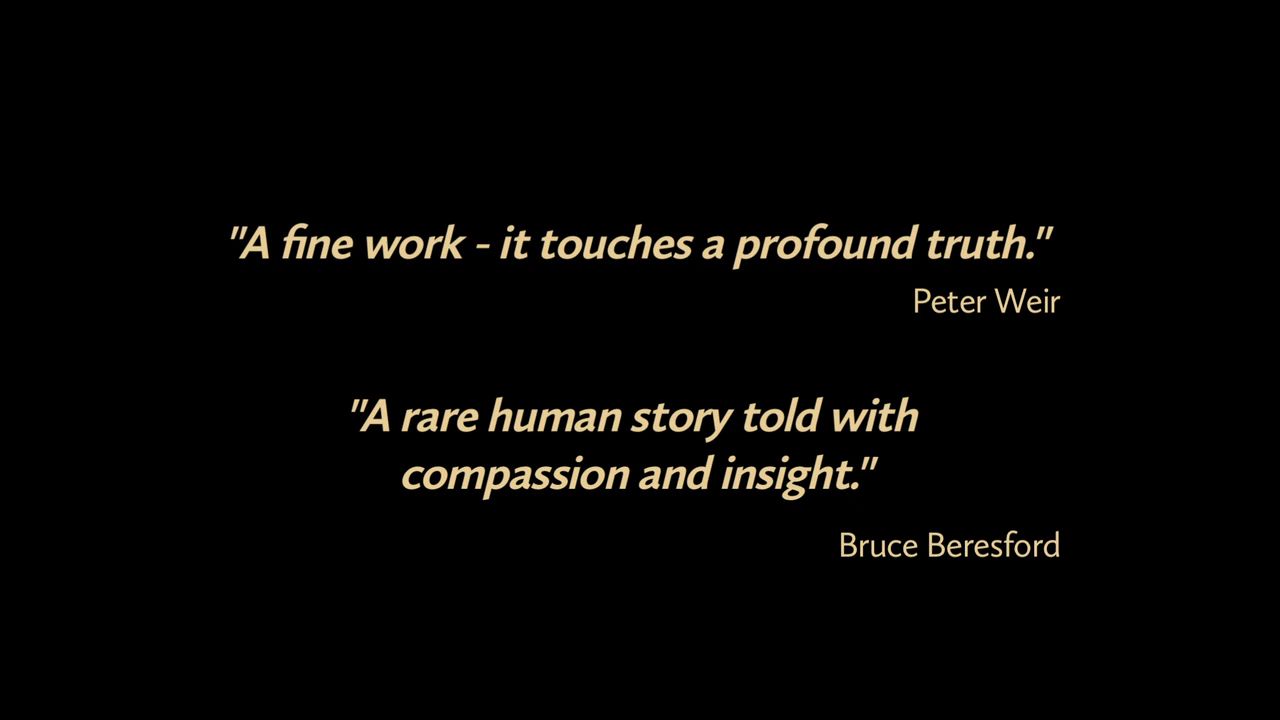 "A fine work - it touches a profound truth."
Peter Weir
"A rare human story told with
compassion and insight."
Bruce Beresford